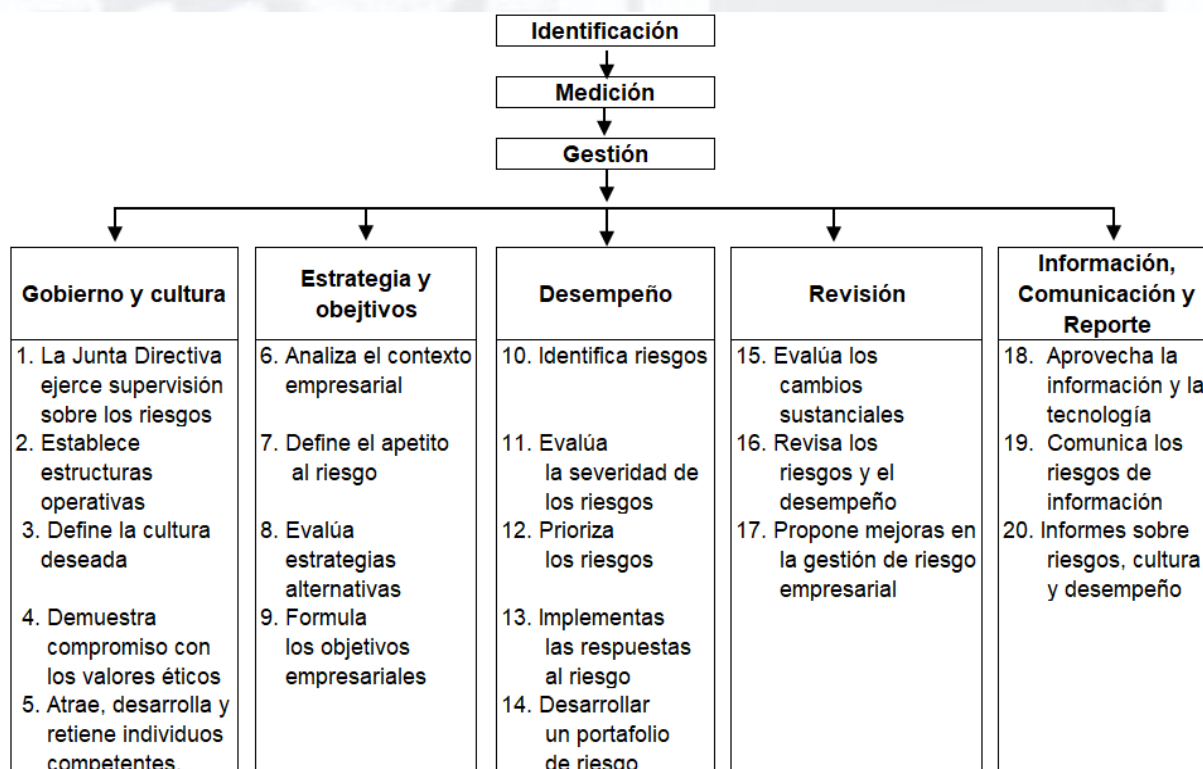 Identificación
Medición
Gestión
Gobierno y cultura
1. La Junta Directiva
ejerce supervisión
sobre los riesgos
2. Establece
estructuras
operativas
3. Define la cultura
deseada
4. Demuestra
compromiso con
los valores éticos
5. Atrae, desarrolla y
retiene individuos
competentes.
Estrategia y
obejtivos
6. Analiza el contexto
empresarial
7. Define el apetito
al riesgo
8. Evalúa
estrategias
alternativas
9. Formula
los objetivos
empresariales
Desempeño
10. Identifica riesgos
11. Evalúa
la severidad de
los riesgos
12. Prioriza
los riesgos
13. Implementas
las respuestas
al riesgo
14. Desarrollar
un portafolio
de riesgo
Revisión
15. Evalúa los
cambios
sustanciales
16. Revisa los
riesgos y el
desempeño
17. Propone mejoras en
la gestión de riesgo
empresarial
Información,
Comunicación y
Reporte
18. Aprovecha la
información y la
tecnología
19. Comunica los
riesgos de
información
20. Informes sobre
riesgos, cultura
y desempeño